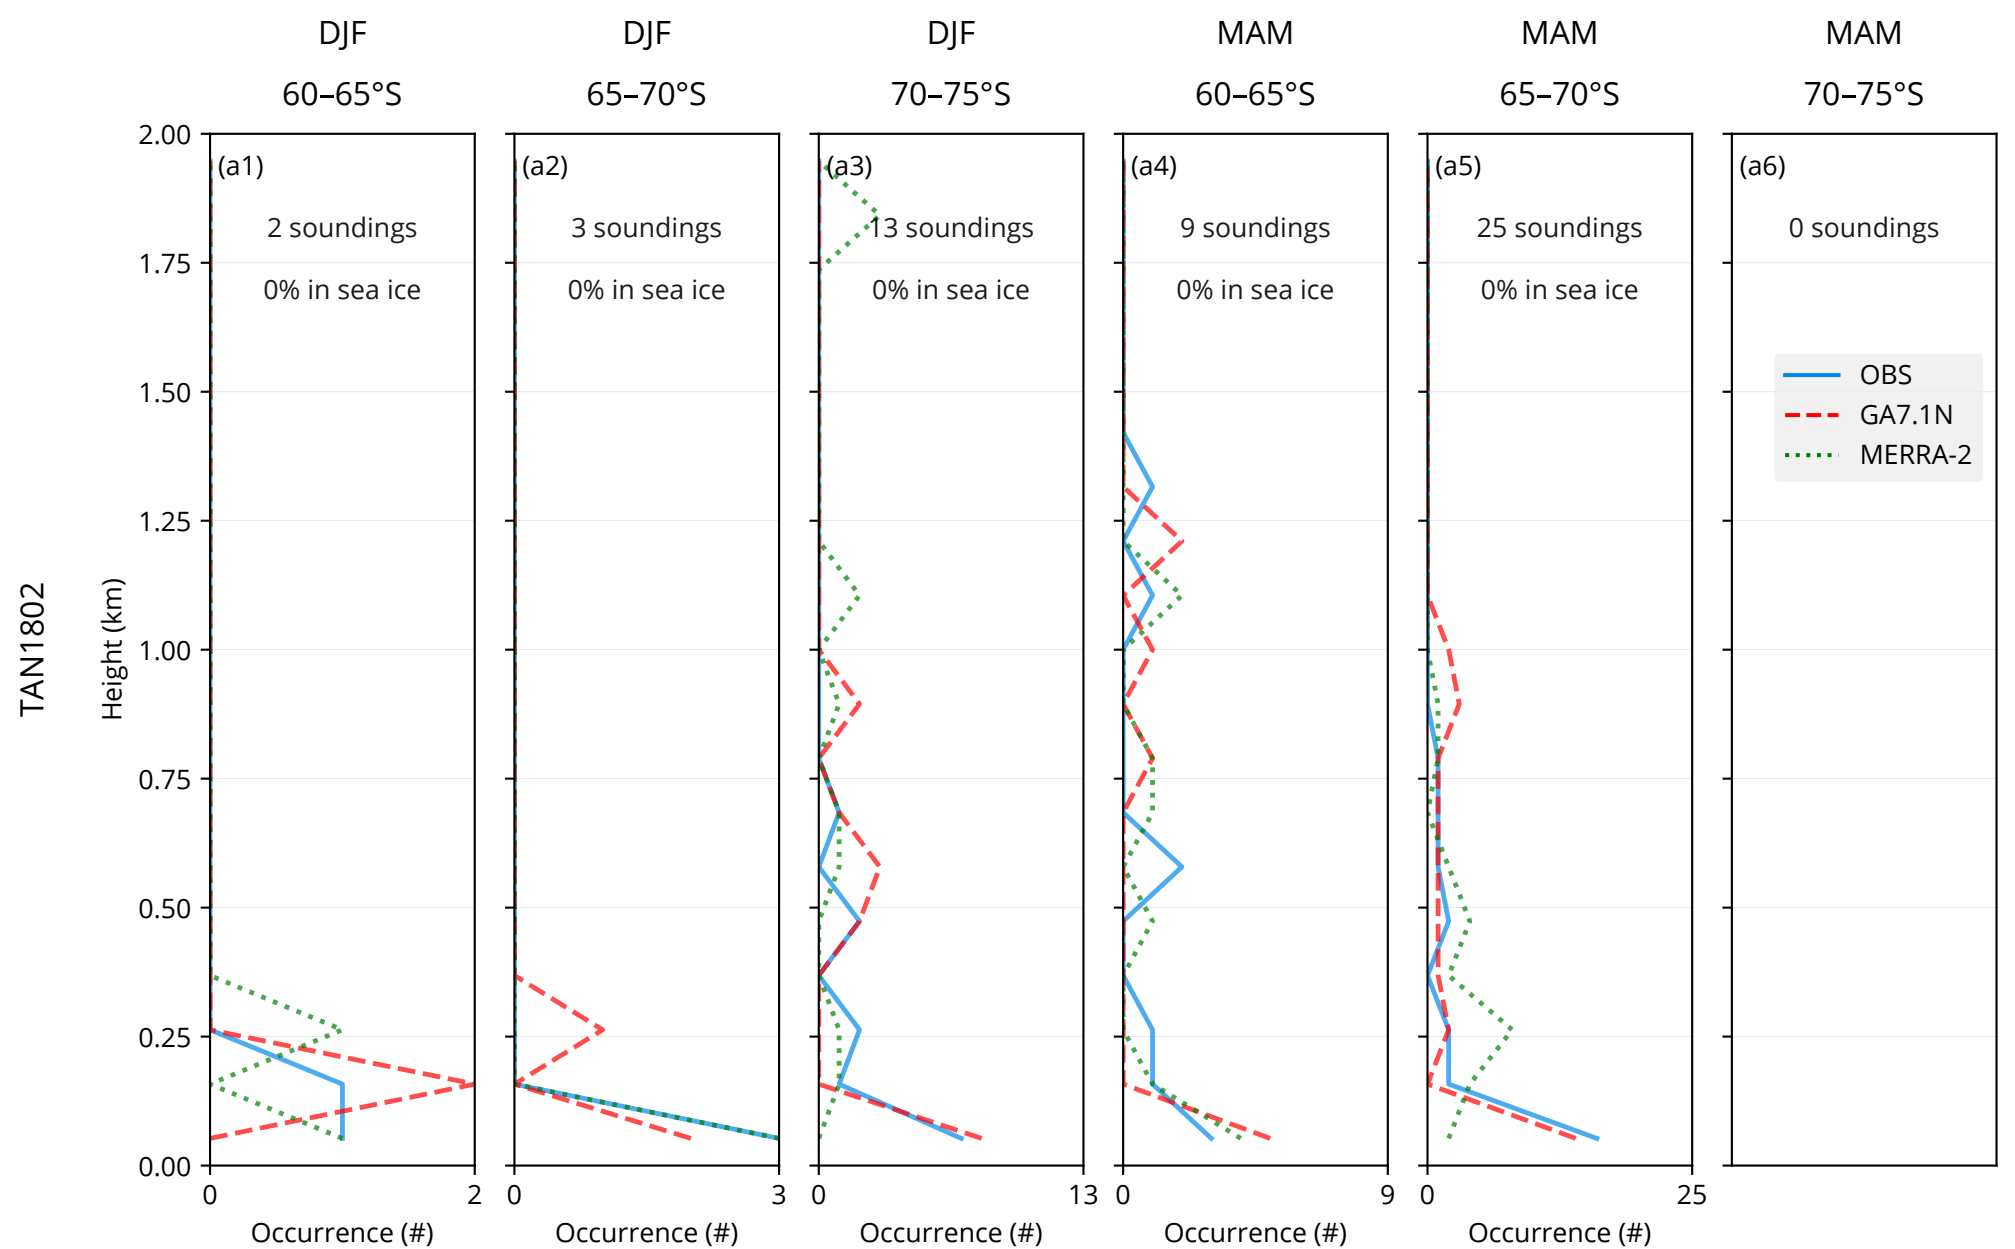 DJF DJF DJF MAM MAM MAM
60–65°S 65–70°S 70–75°S 60–65°S 65–70°S 70–75°S
2.00
(a1) (a2) (a3) (a4) (a5) (a6)
2 soundings 3 soundings 13 soundings 9 soundings 25 soundings 0 soundings
1.75
0% in sea ice 0% in sea ice 0% in sea ice 0% in sea ice 0% in sea ice
OBS
1.50
GA7.1N
MERRA-2
1.25
1.00
TAN1802
Height (km)
0.75
0.50
0.25
0.00
0 2 0 3 0 13 0 9 0 25
Occurrence (#) Occurrence (#) Occurrence (#) Occurrence (#) Occurrence (#)